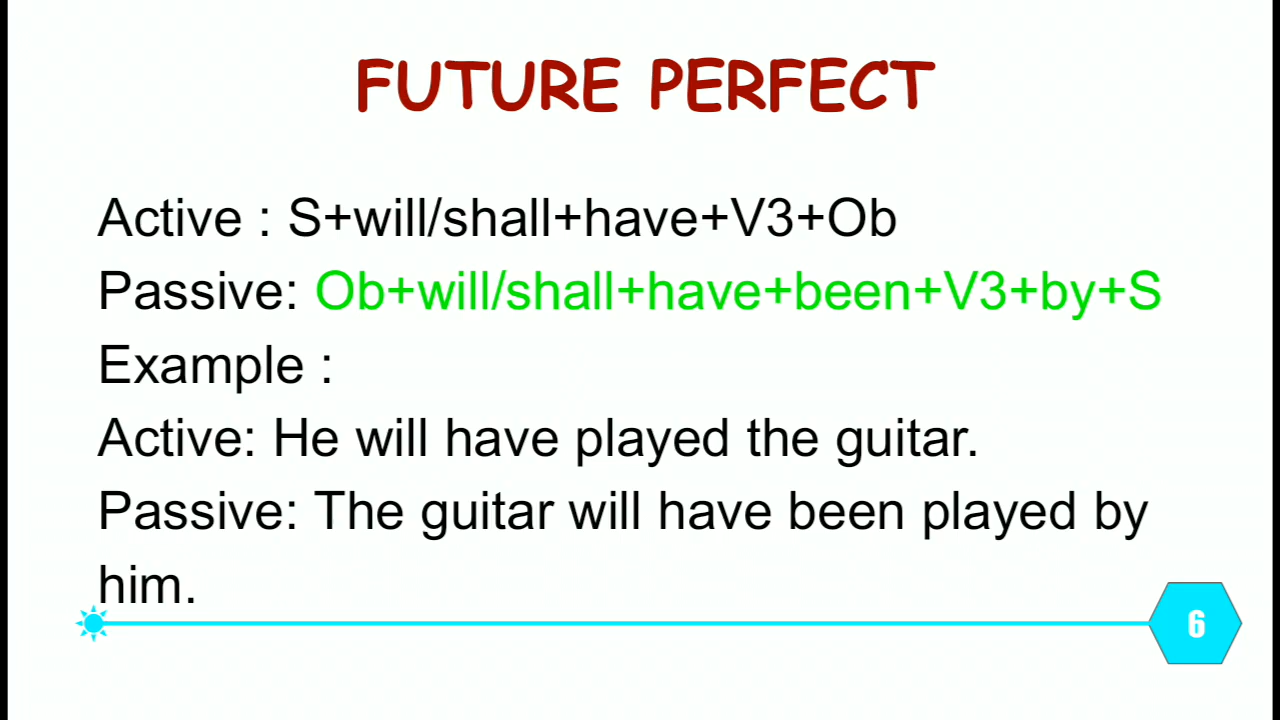 FUTURE PERFECT
Active : S+will/shall+have+V3+Ob
Passive: Ob+will/shall+have+been+V3+by+S
Example :
Active: He will have played the guitar.
Passive: The guitar will have been played by
him.
6